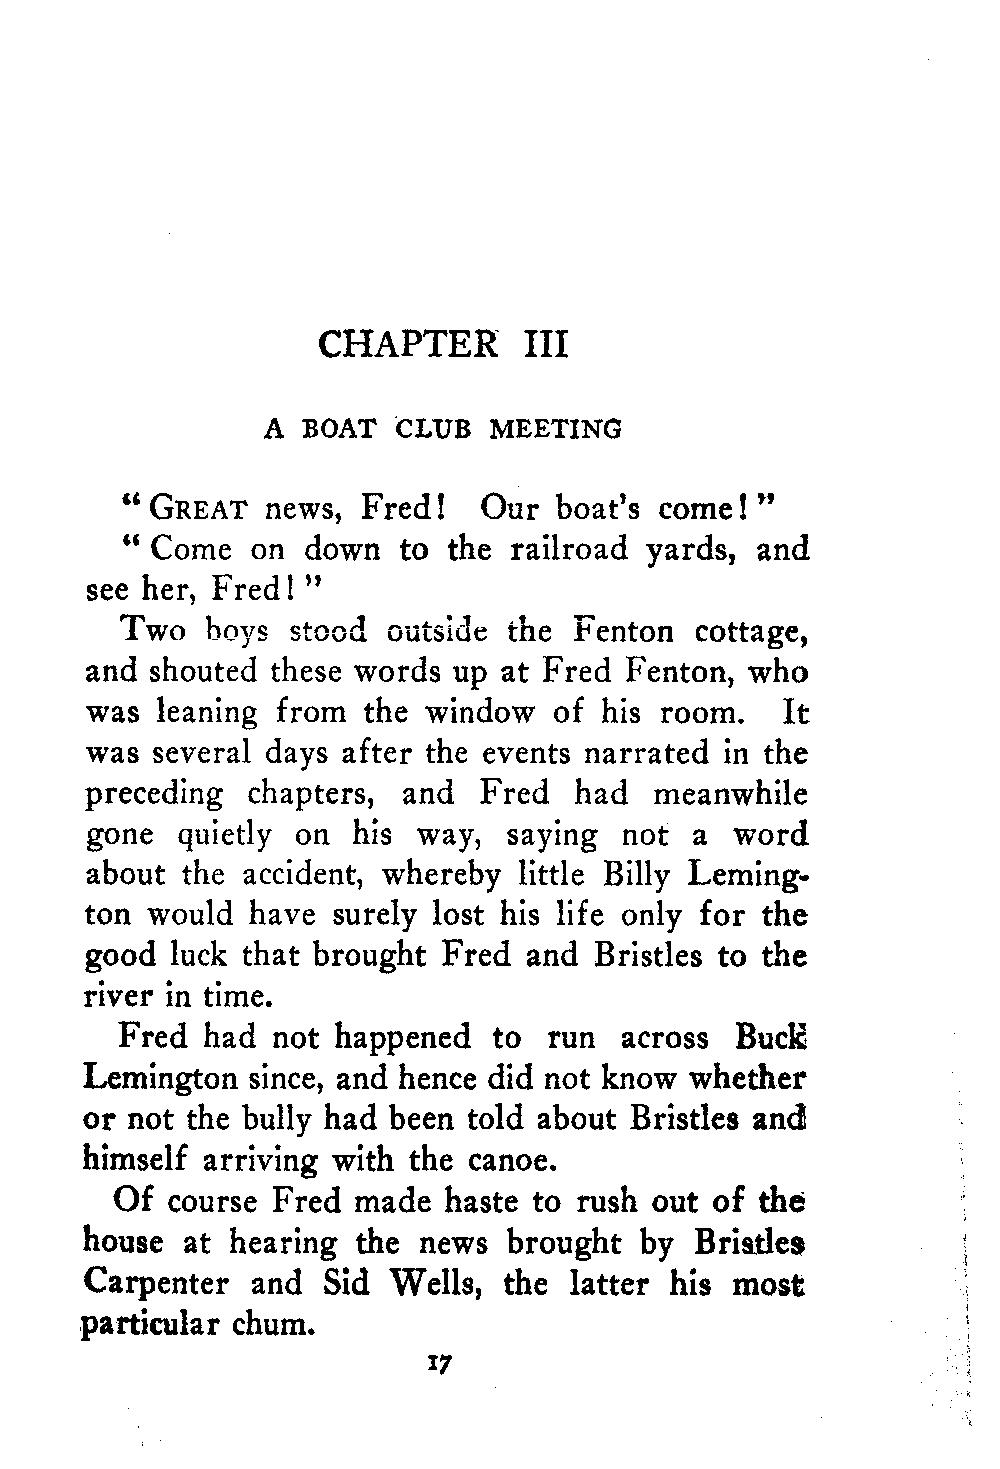 CHAPTER III
A BOAT CLUB MEETING
“ GREAT news, Fred! Our boat's come! ”
“ Come on down to the railroad yards, and
see her, Fred! ”
Two boys stood outside the Fenton cottage,
and shouted these words up at Fred Fenton, who
was leaning from the window of his room. It
was several days after the events narrated in the
preceding chapters, and Fred had meanwhile
gone quietly on his way, saying not a word
about the accident, whereby little Billy Leming-
ton would have surely lost his life only for the
good luck that brought Fred and Bristles to the
river in time.
Fred had not happened to run across Buck
Lemington since, and hence did not know whether
or not the bully had been told about Bristles and
himself arriving with the canoe.
Of course Fred made haste to rush out of the
house at hearing the news brought by Bristles
Carpenter and Sid Wells, the latter his most
particular chum.
17